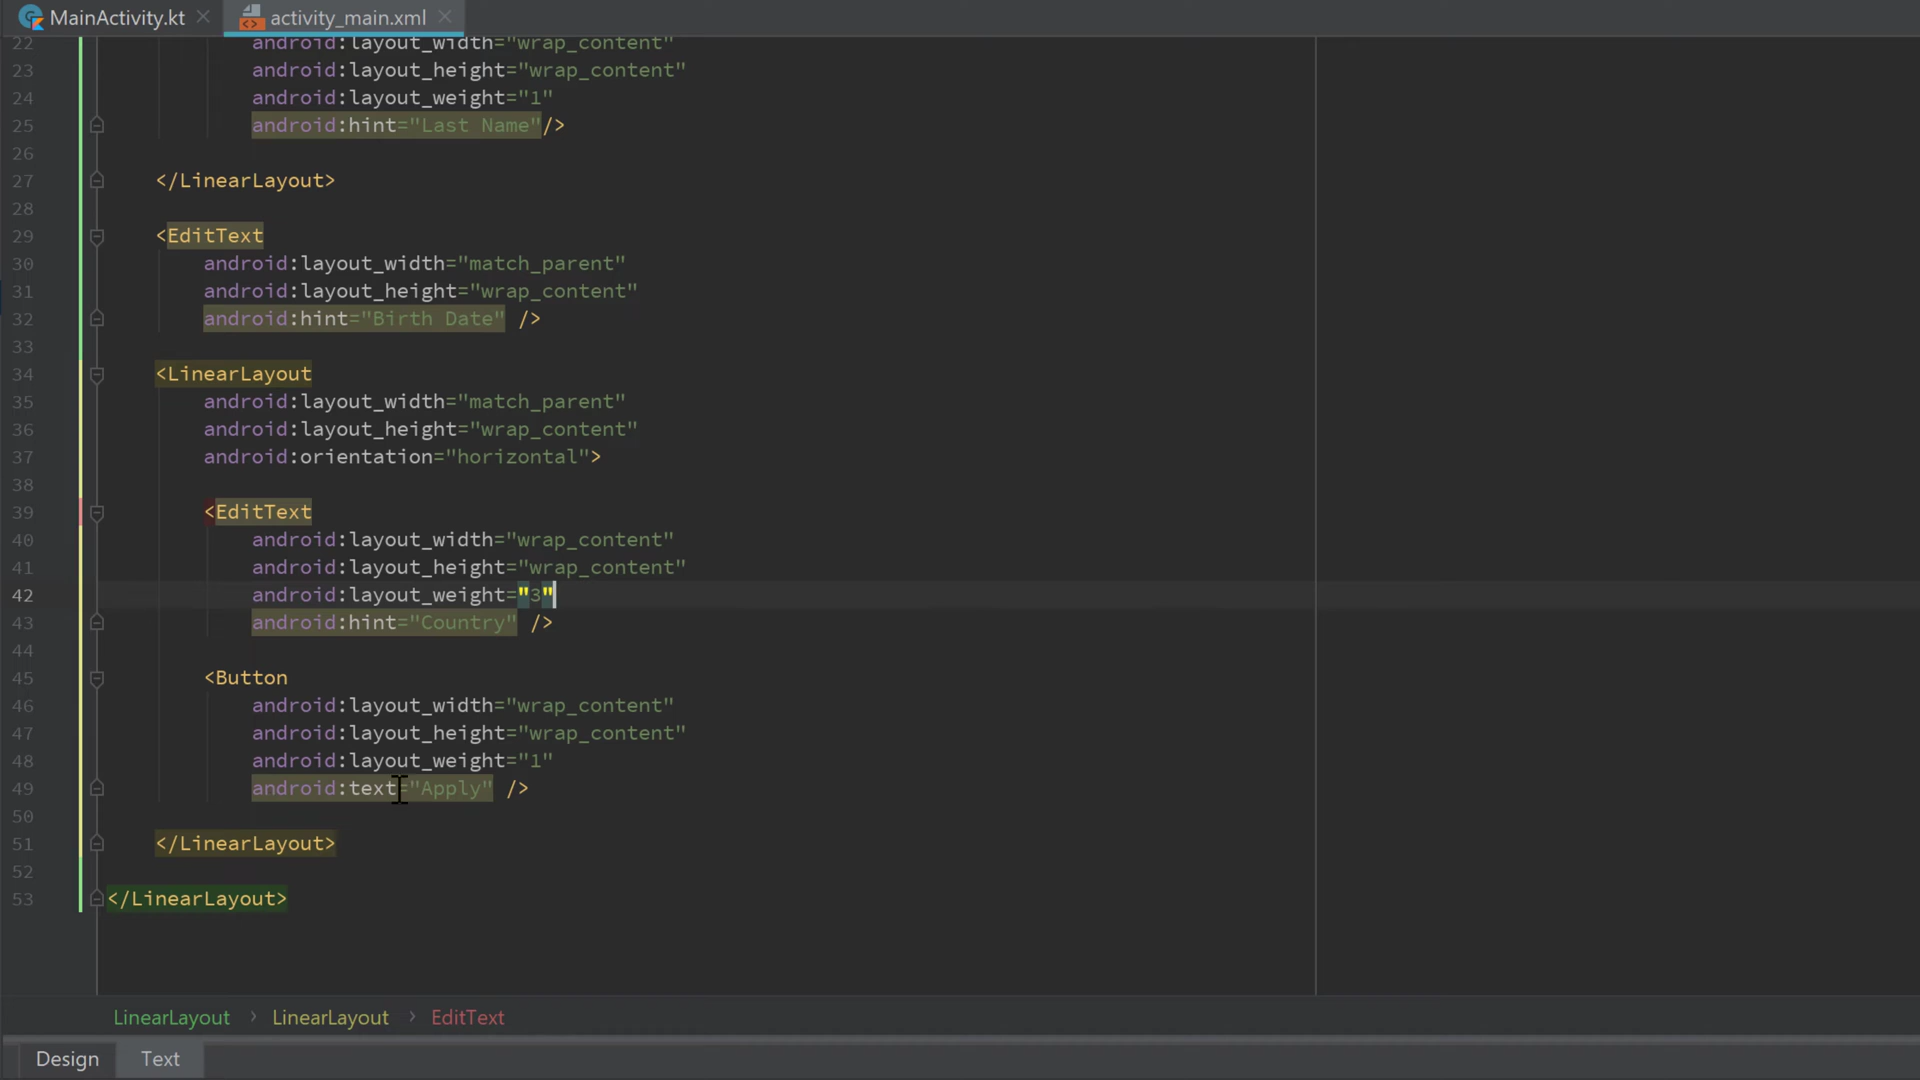 MainActivity.kt
activity_main.xml
22 android:layout_width="wrap_content"
23 android:layout_height="wrap_content"
24 android:layout_weight="1"
25 android:hint="Last Name"/>
26
27 </LinearLayout>
28
29 <EditText
30 android:layout_width="match_parent"
31 android:layout_height="wrap_content"
32 android:hint="Birth Date" />
33
34 <LinearLayout
35 android:layout_width="match_parent"
36 android:layout_height="wrap_content"
37 android:orientation="horizontal">
38
39 <EditText
40 android:layout_width="wrap_content"
41 android:layout_height="wrap_content"
42 android:layout_weight="3"
43 android:hint="Country" />
44
45 <Button
46 android:layout_width="wrap_content"
47 android:layout_height="wrap_content"
48 android:layout_weight="1"
49 android:text="Apply" />
50
51 </LinearLayout>
52
53 </LinearLayout>
LinearLayout > LinearLayout > EditText
Design Text